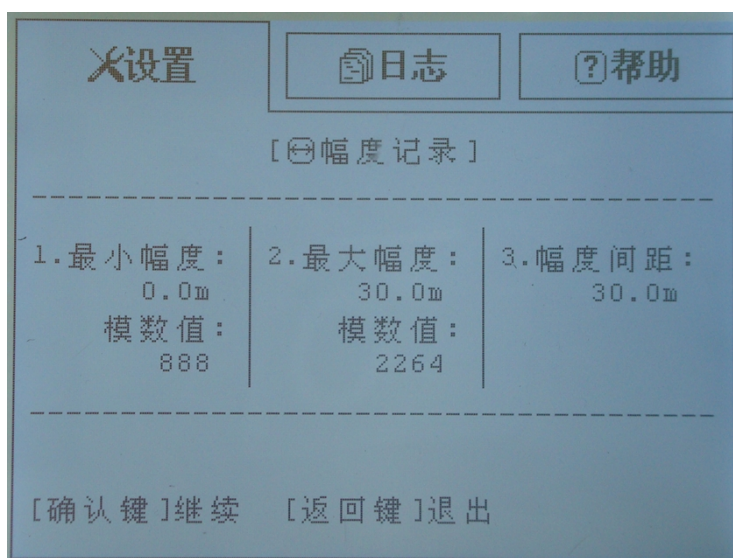 设置 日志 ?帮助
[幅度记录]
1.最小幅度: 2.最大幅度: 3.幅度间距:
0.0m 30.0m 30.0m
模数值: 模数值:
888 2264
[确认键]继续 [返回键]退出